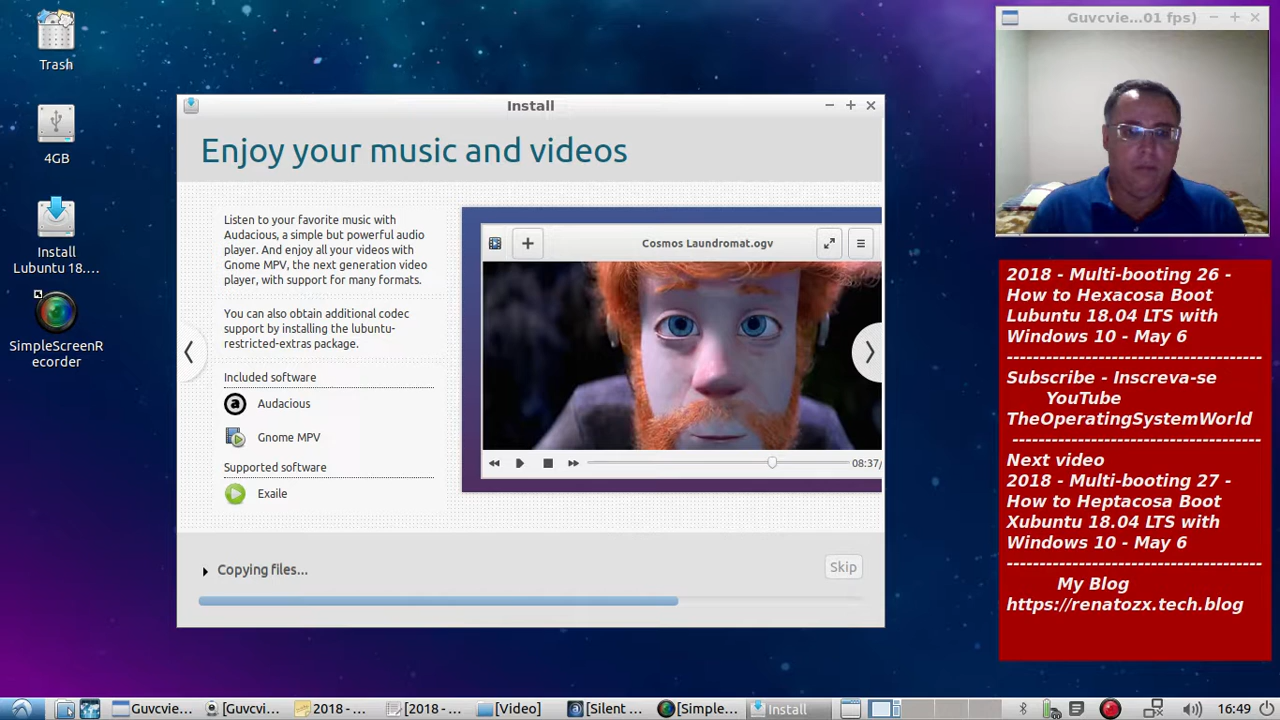 Trash
4GB
Install
Lubuntu 18....
SimpleScreenR
ecorder
Install
Enjoy your music and videos
Listen to your favorite music with
Audacious, a simple but powerful audio
player. And enjoy all your videos with
Gnome MPV, the next generation video
player, with support for many formats.
You can also obtain additional codec
support by installing the lubuntu-
restricted-extras package.
Included software
Audacious
Gnome MPV
Supported software
Exaile
Cosmos Laundromat.ogv
08:37/
Copying files...
Skip
Guvcvie...01 fps)
2018 - Multi-booting 26 -
How to Hexacosa Boot
Lubuntu 18.04 LTS with
Windows 10 - May 6
-------------------------------------
Subscribe - Inscreva-se
YouTube
TheOperatingSystemWorld
------------------------------------
Next video
2018 - Multi-booting 27 -
How to Heptacosa Boot
Xubuntu 18.04 LTS with
Windows 10 - May 6
-------------------------------------
My Blog
https://renatozx.tech.blog
Guvcvie... [Guvcvi... 2018 -... [2018 -... [Video] [Silent ... [Simple... Install 16:49